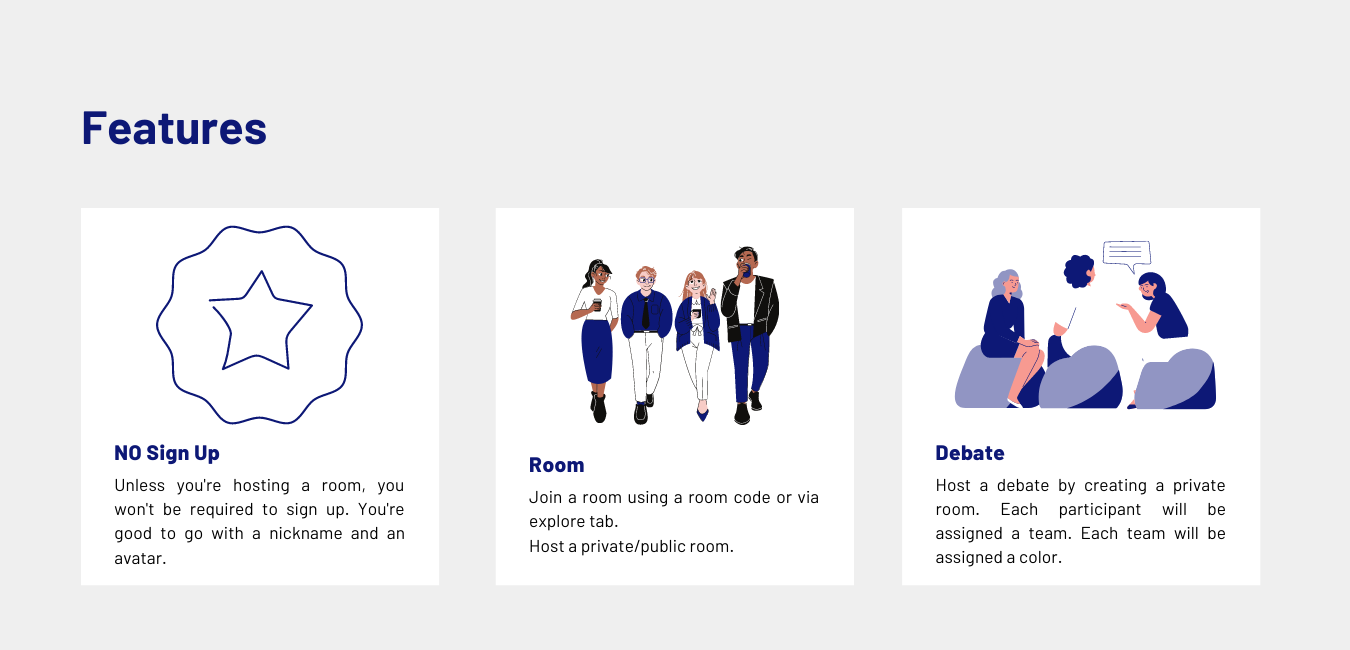 Features
NO Sign Up
Unless you're hosting a room, you
won't be required to sign up. You're
good to go with a nickname and an
avatar.
Room
Join a room using a room code or via
explore tab.
Host a private/public room.
Debate
Host a debate by creating a private
room. Each participant will be
assigned a team. Each team will be
assigned a color.